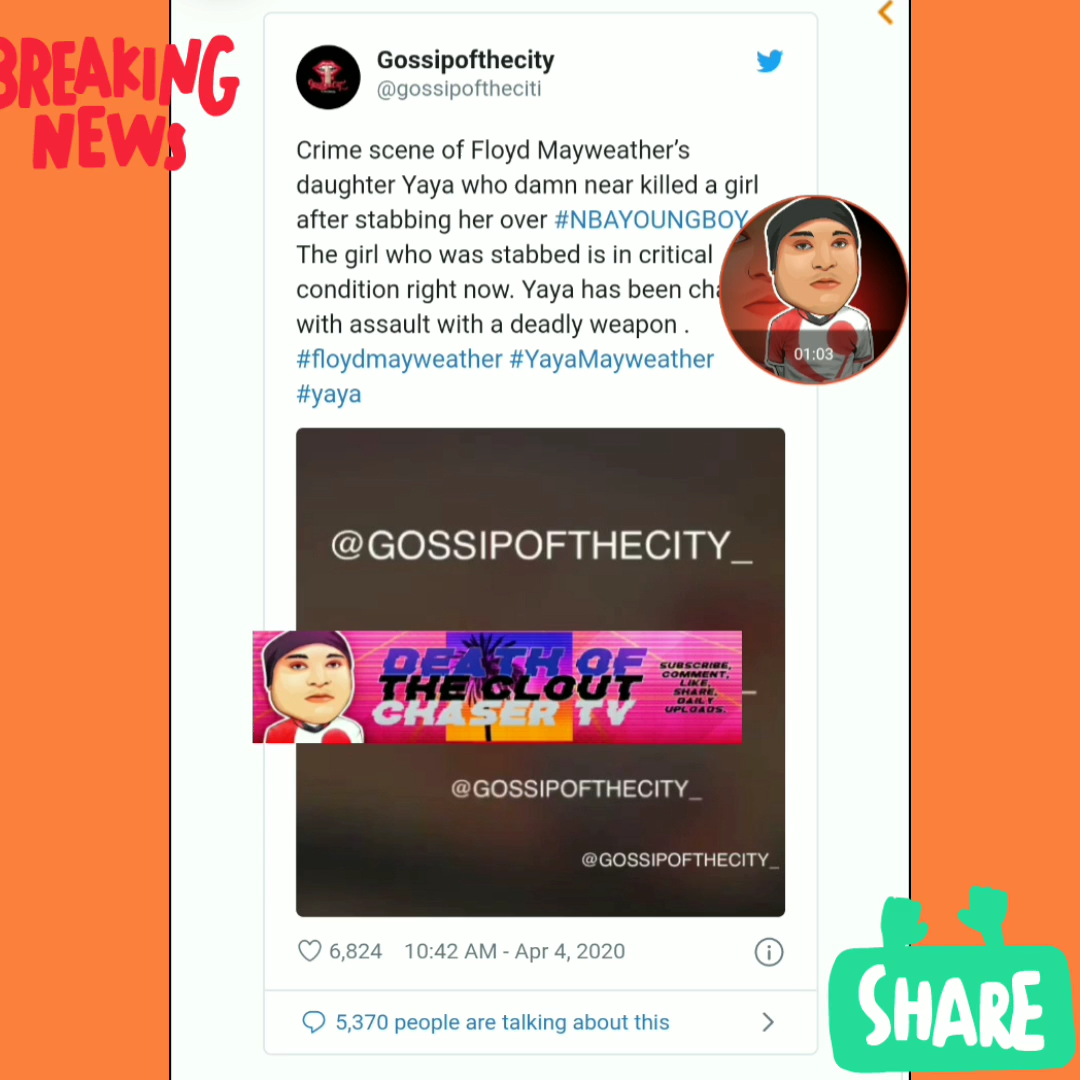 BREAKING
NEWS
Gossipofthecity
@gossipoftheciti
Crime scene of Floyd Mayweather's
daughter Yaya who damn near killed a girl
after stabbing her over #NBAYOUNGBOY
The girl who was stabbed is in critical
condition right now. Yaya has been cha
with assault with a deadly weapon .
#floydmayweather #YayaMayweather
#yaya
01:03
@GOSSIPOFTHECITY_
DEATH OF
THE CLOUT
CHASER TV
SUBSCRIBE,
COMMENT,
LIKE,
SHARE,
DAILY
UPLOADS.
@GOSSIPOFTHECITY_
@GOSSIPOFTHECITY_
6,824 10:42 AM - Apr 4, 2020
5,370 people are talking about this
SHARE